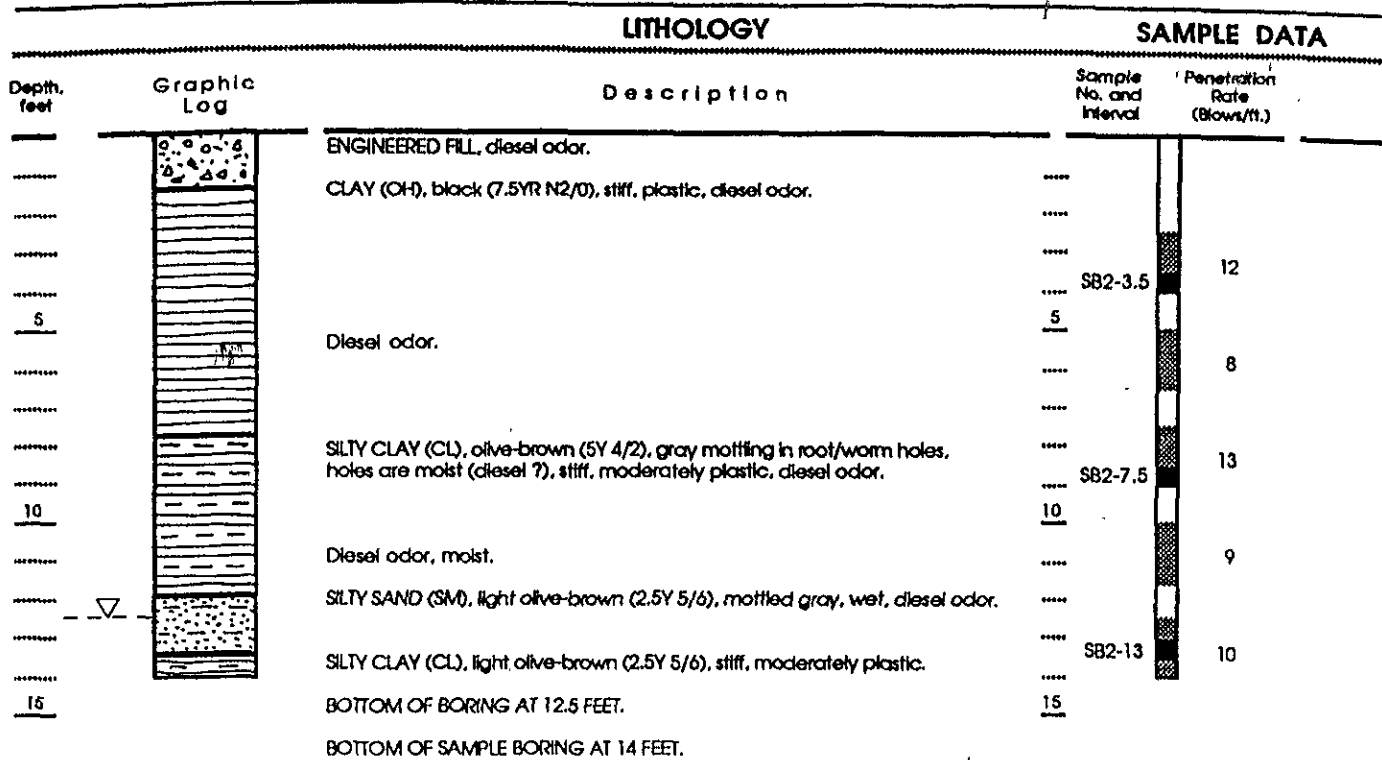 LITHOLOGY SAMPLE DATA
Depth, feet
Graphic Log
Description
Sample No. and Interval
Penetration Rate (Blows/ft.)
ENGINEERED FILL, diesel odor.
CLAY (OH), black (7.5YR N2/0), stiff, plastic, diesel odor.
SB2-3.5 12
5 5
Diesel odor.
8
SILTY CLAY (CL), olive-brown (5Y 4/2), gray mottling in root/worm holes,
holes are moist (diesel ?), stiff, moderately plastic, diesel odor.
SB2-7.5 13
10 10
Diesel odor, moist.
9
SILTY SAND (SM), light olive-brown (2.5Y 5/6), mottled gray, wet, diesel odor.
SILTY CLAY (CL), light olive-brown (2.5Y 5/6), stiff, moderately plastic.
SB2-13 10
15 BOTTOM OF BORING AT 12.5 FEET. 15
BOTTOM OF SAMPLE BORING AT 14 FEET.